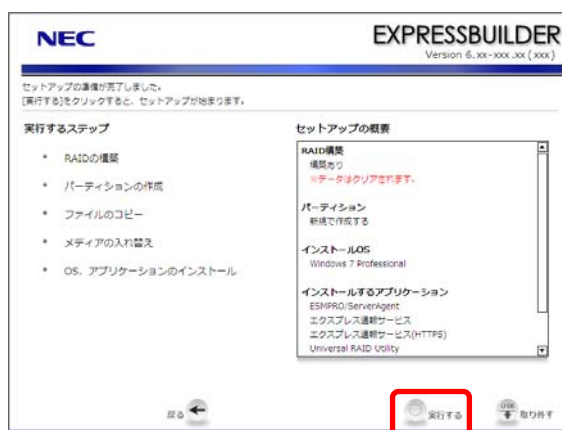 NEC
EXPRESSBUILDER
Version 6.xx-xxx.xx (xxx)
セットアップの準備が完了しました。
[実行する]をクリックすると、セットアップが始まります。
実行するステップ
• RAIDの構築
• パーティションの作成
• ファイルのコピー
• メディアの入れ替え
• OS、アプリケーションのインストール
セットアップの概要
RAID構築
構築あり
※データはクリアされます。
パーティション
新規で作成する
インストールOS
Windows 7 Professional
インストールするアプリケーション
ESMPRO/ServerAgent
エクスプレス通報サービス
エクスプレス通報サービス(HTTPS)
Universal RAID Utility
戻る
実行する
USB
取り外す